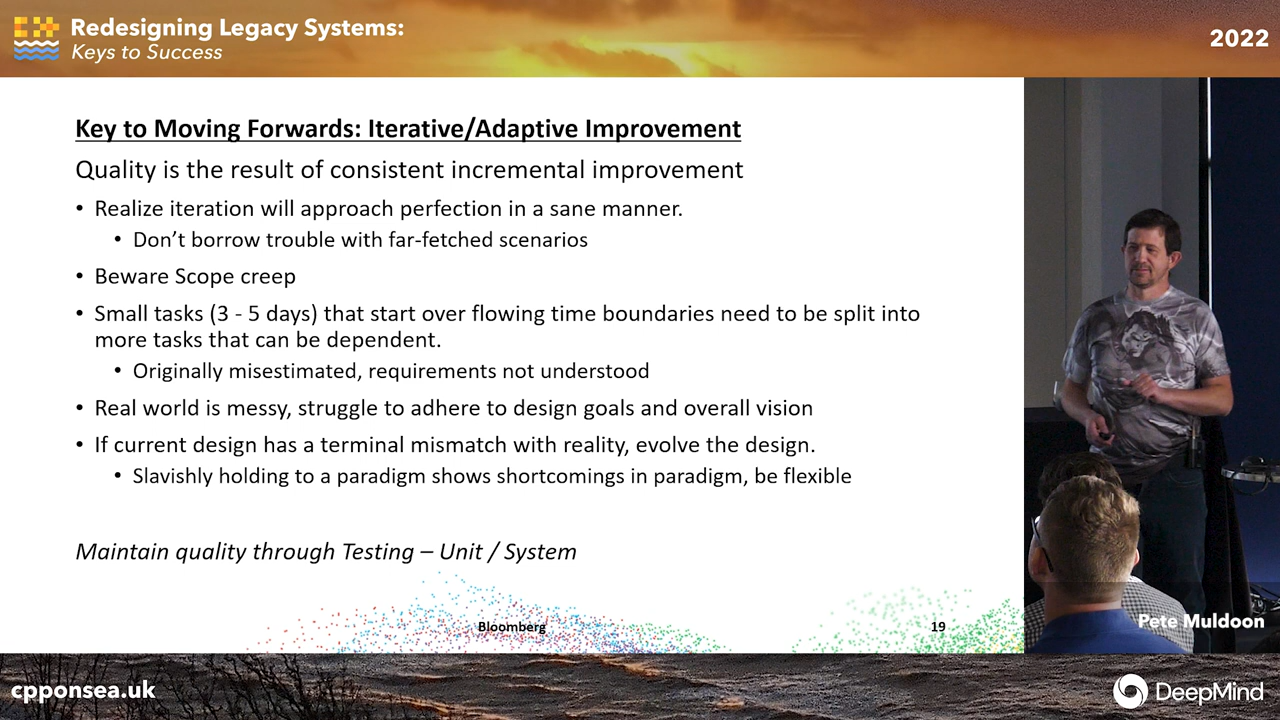 Redesigning Legacy Systems:
Keys to Success
2022
Key to Moving Forwards: Iterative/Adaptive Improvement
Quality is the result of consistent incremental improvement
• Realize iteration will approach perfection in a sane manner.
• Don’t borrow trouble with far-fetched scenarios
• Beware Scope creep
• Small tasks (3 - 5 days) that start over flowing time boundaries need to be split into
more tasks that can be dependent.
• Originally misestimated, requirements not understood
• Real world is messy, struggle to adhere to design goals and overall vision
• If current design has a terminal mismatch with reality, evolve the design.
• Slavishly holding to a paradigm shows shortcomings in paradigm, be flexible
Maintain quality through Testing – Unit / System
Bloomberg
19
Pete Muldoon
cpponsea.uk
DeepMind